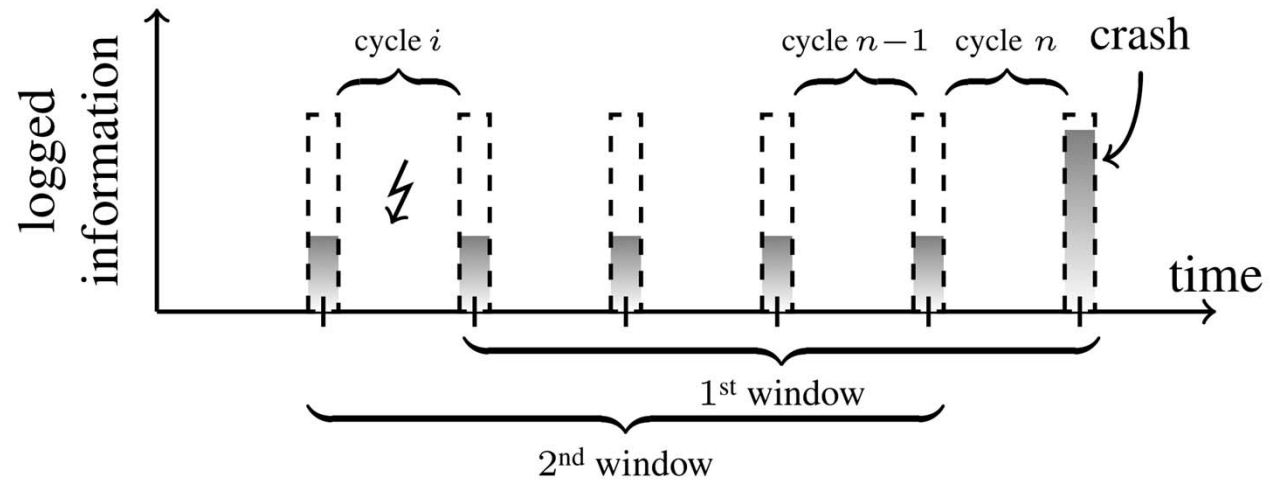 cycle i
cycle n−1
cycle n
crash
logged
information
time
1st window
2nd window